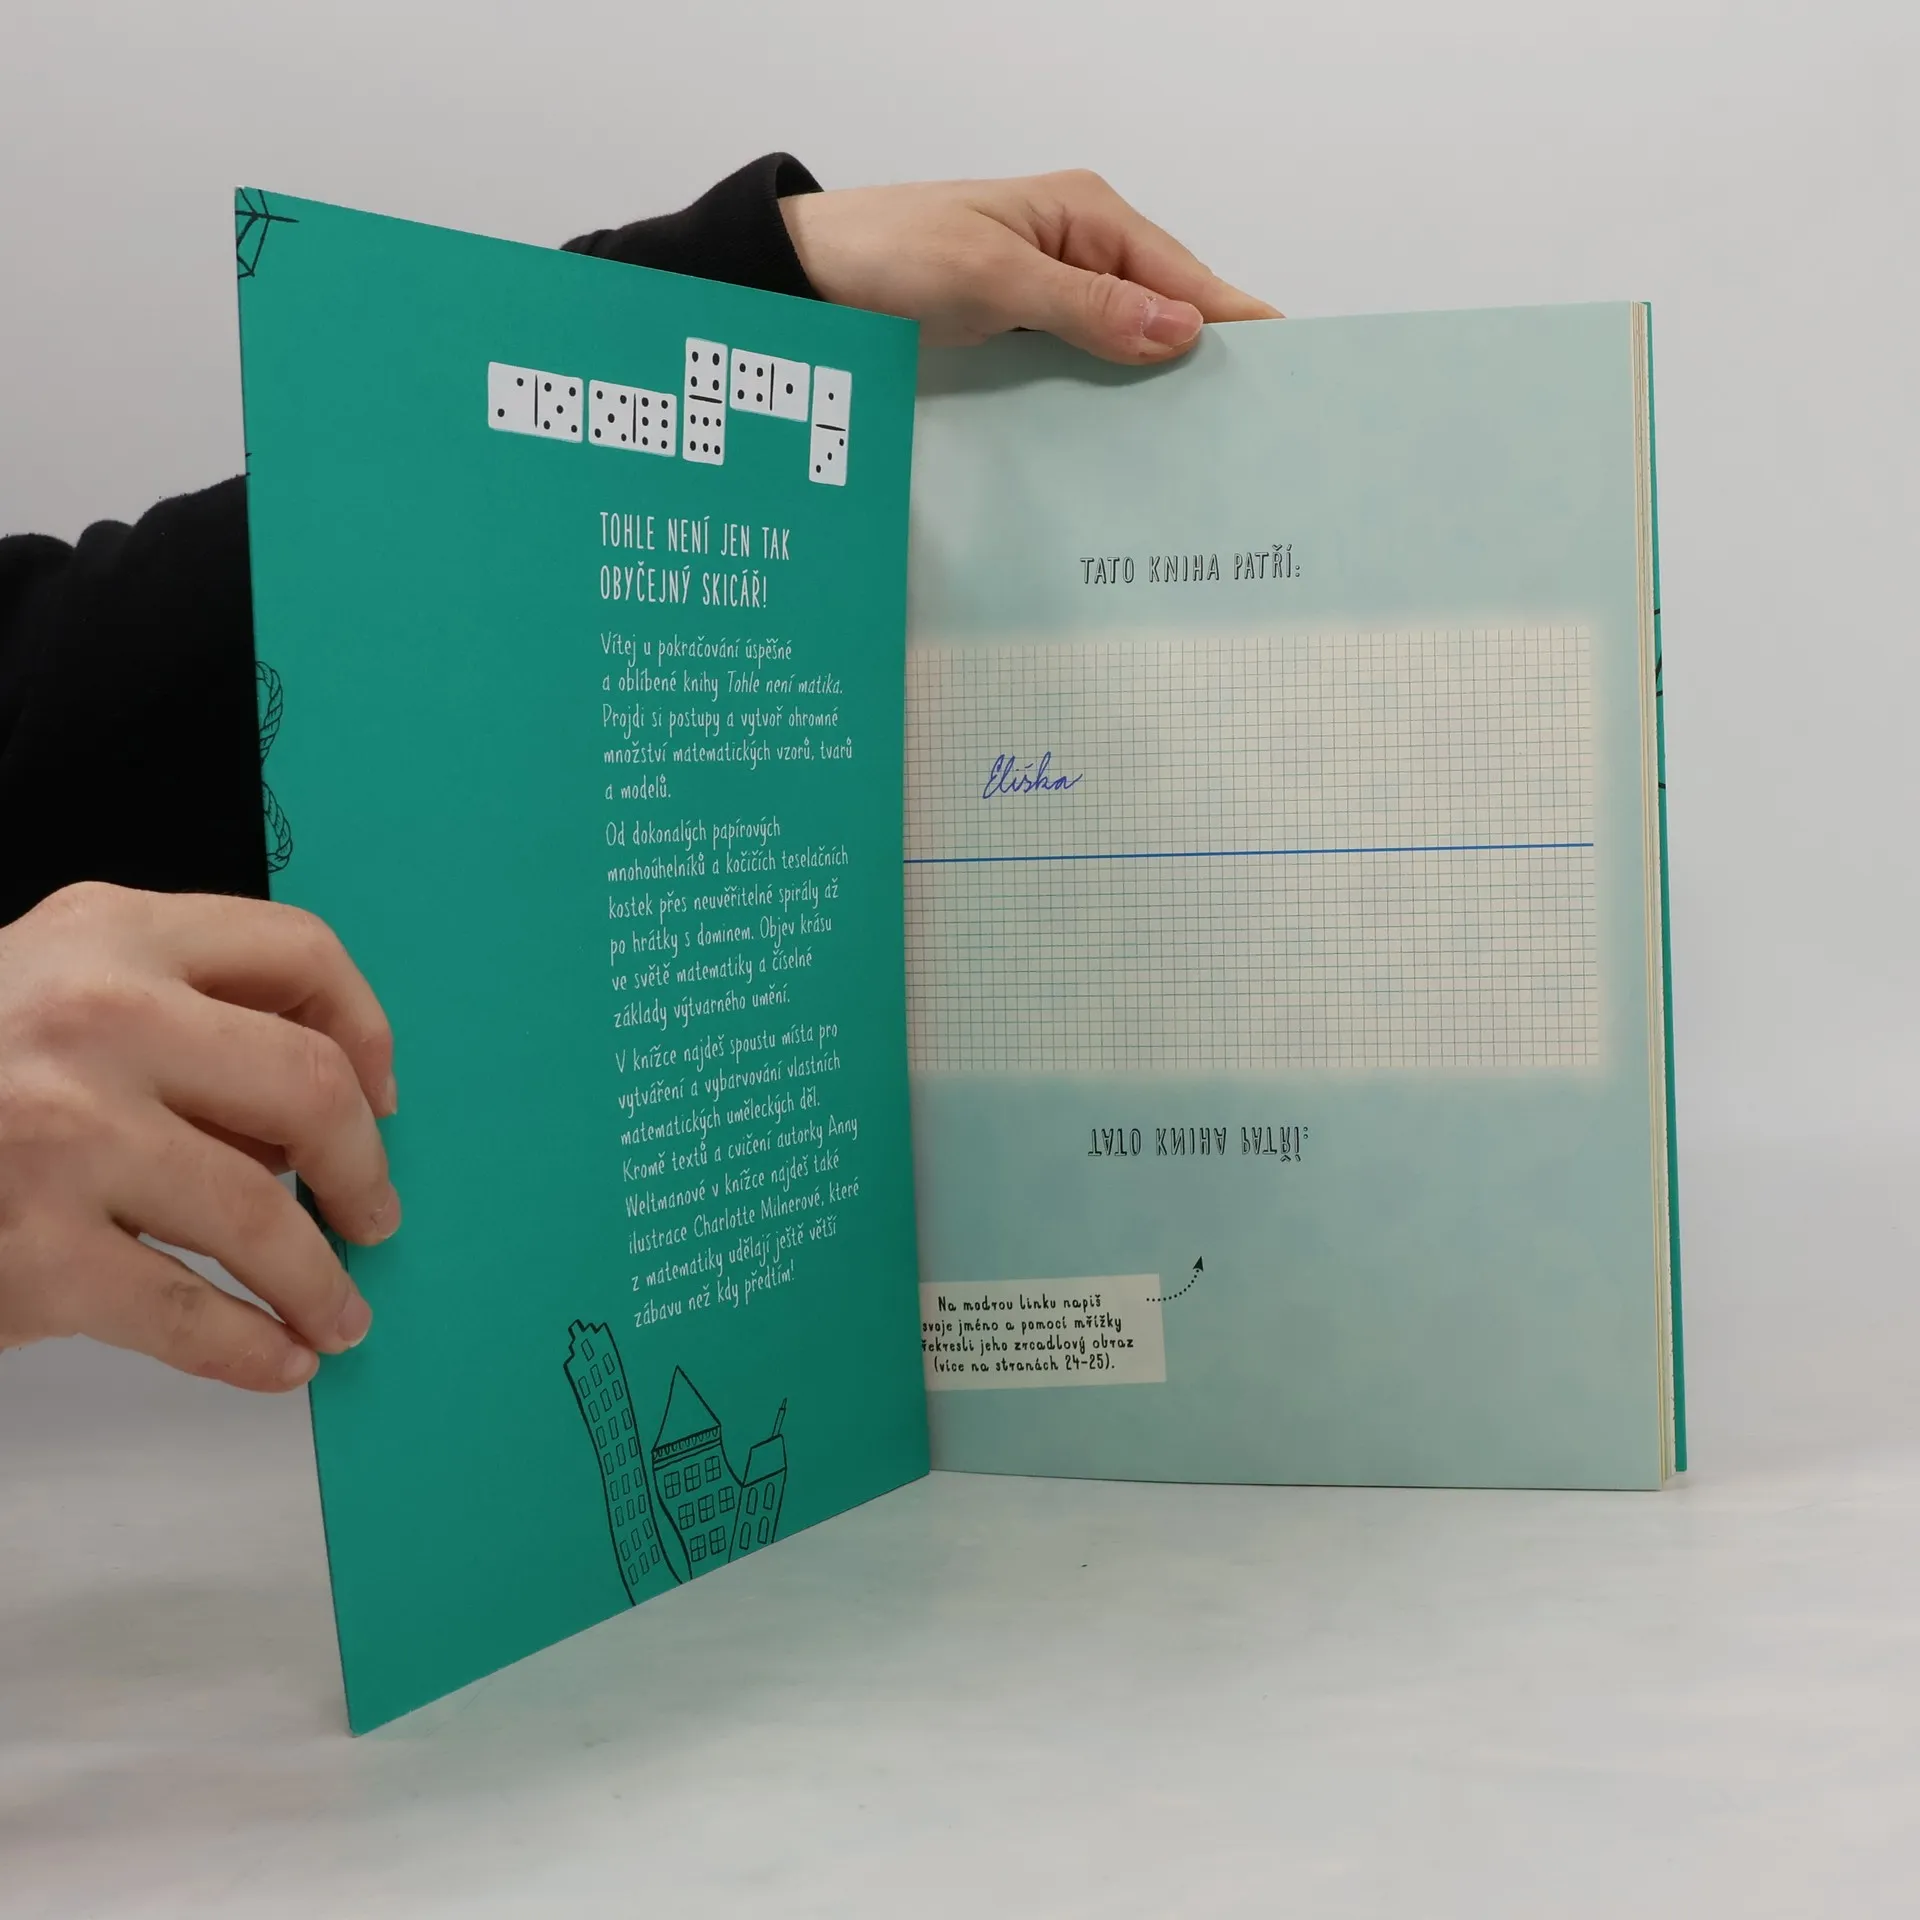 TOHLE NENÍ JEN TAK
OBYČEJNÝ SKICÁŘ!
Vítej u pokračování úspěšné
a oblíbené knihy Tohle není matika.
Projdi si postupy a vytvoř ohromné
množství matematických vzorů, tvarů
a modelů.
Od dokonalých papírových
mnohoúhelníků a kočičích teselačních
kostek přes neuvěřitelné spirály až
po hrátky s dominem. Objev krásu
ve světě matematiky a číselné
základy výtvarného umění.
V knížce najdeš spoustu místa pro
vytváření a vybarvování vlastních
matematických uměleckých děl.
Kromě textů a cvičení autorky Anny
Weltmanové v knížce najdeš také
ilustrace Charlotte Milnerové, které
z matematiky udělají ještě větší
zábavu než kdy předtím!
TATO KNIHA PATŘÍ:
Eliška
TATO KNIHA PATŘÍ:
Na modrou linku napiš
svoje jméno a pomocí mřížky
řekresli jeho zrcadlový obraz
(více na stranách 24–25).